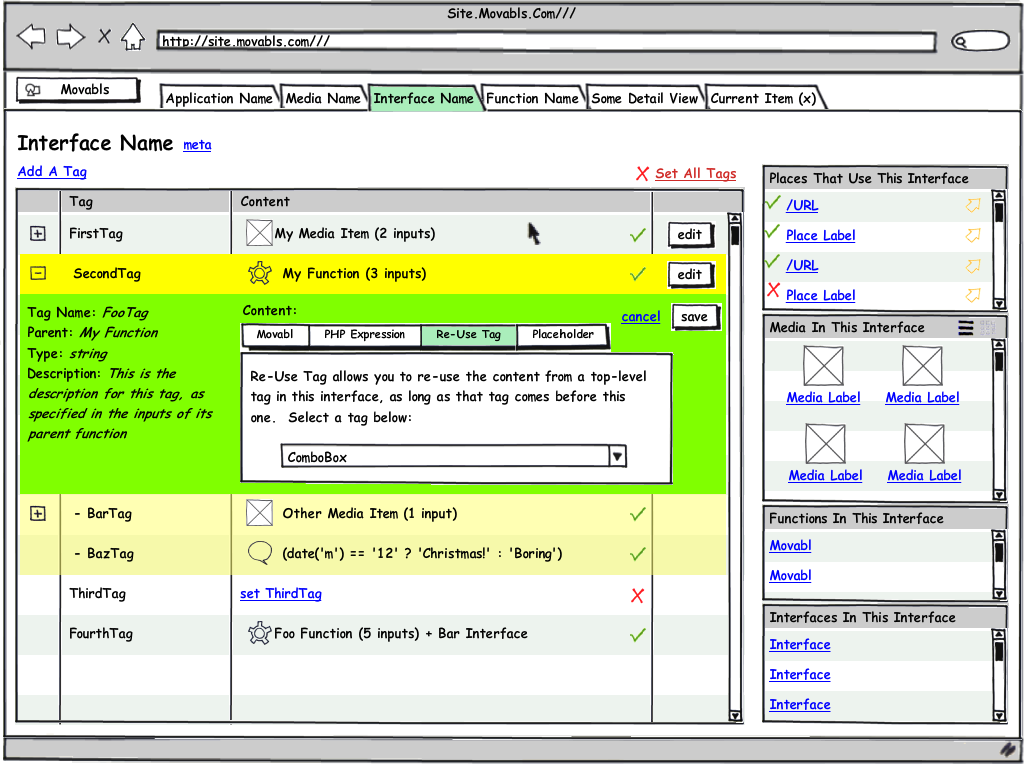 Site.Movabls.Com///
http://site.movabls.com///
Movabls
Application Name
Media Name
Interface Name
Function Name
Some Detail View
Current Item (x)
Interface Name meta
Add A Tag
X Set All Tags
Tag
Content
FirstTag
My Media Item (2 inputs)
edit
SecondTag
My Function (3 inputs)
edit
Tag Name: FooTag
Parent: My Function
Type: string
Description: This is the
description for this tag, as
specified in the inputs of its
parent function
Content:
cancel
save
Movabl
PHP Expression
Re-Use Tag
Placeholder
Re-Use Tag allows you to re-use the content from a top-level
tag in this interface, as long as that tag comes before this
one. Select a tag below:
ComboBox
- BarTag
Other Media Item (1 input)
- BazTag
(date('m') == '12' ? 'Christmas!' : 'Boring')
ThirdTag
set ThirdTag
FourthTag
Foo Function (5 inputs) + Bar Interface
Places That Use This Interface
/URL
Place Label
/URL
Place Label
Media In This Interface
Media Label
Media Label
Media Label
Media Label
Functions In This Interface
Movabl
Movabl
Interfaces In This Interface
Interface
Interface
Interface